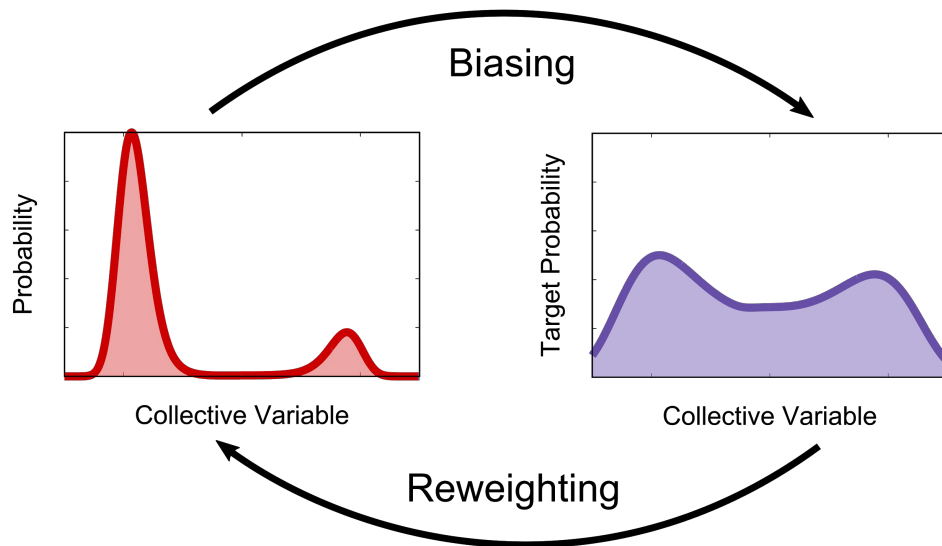 Biasing
Probability
Collective Variable
Target Probability
Collective Variable
Reweighting